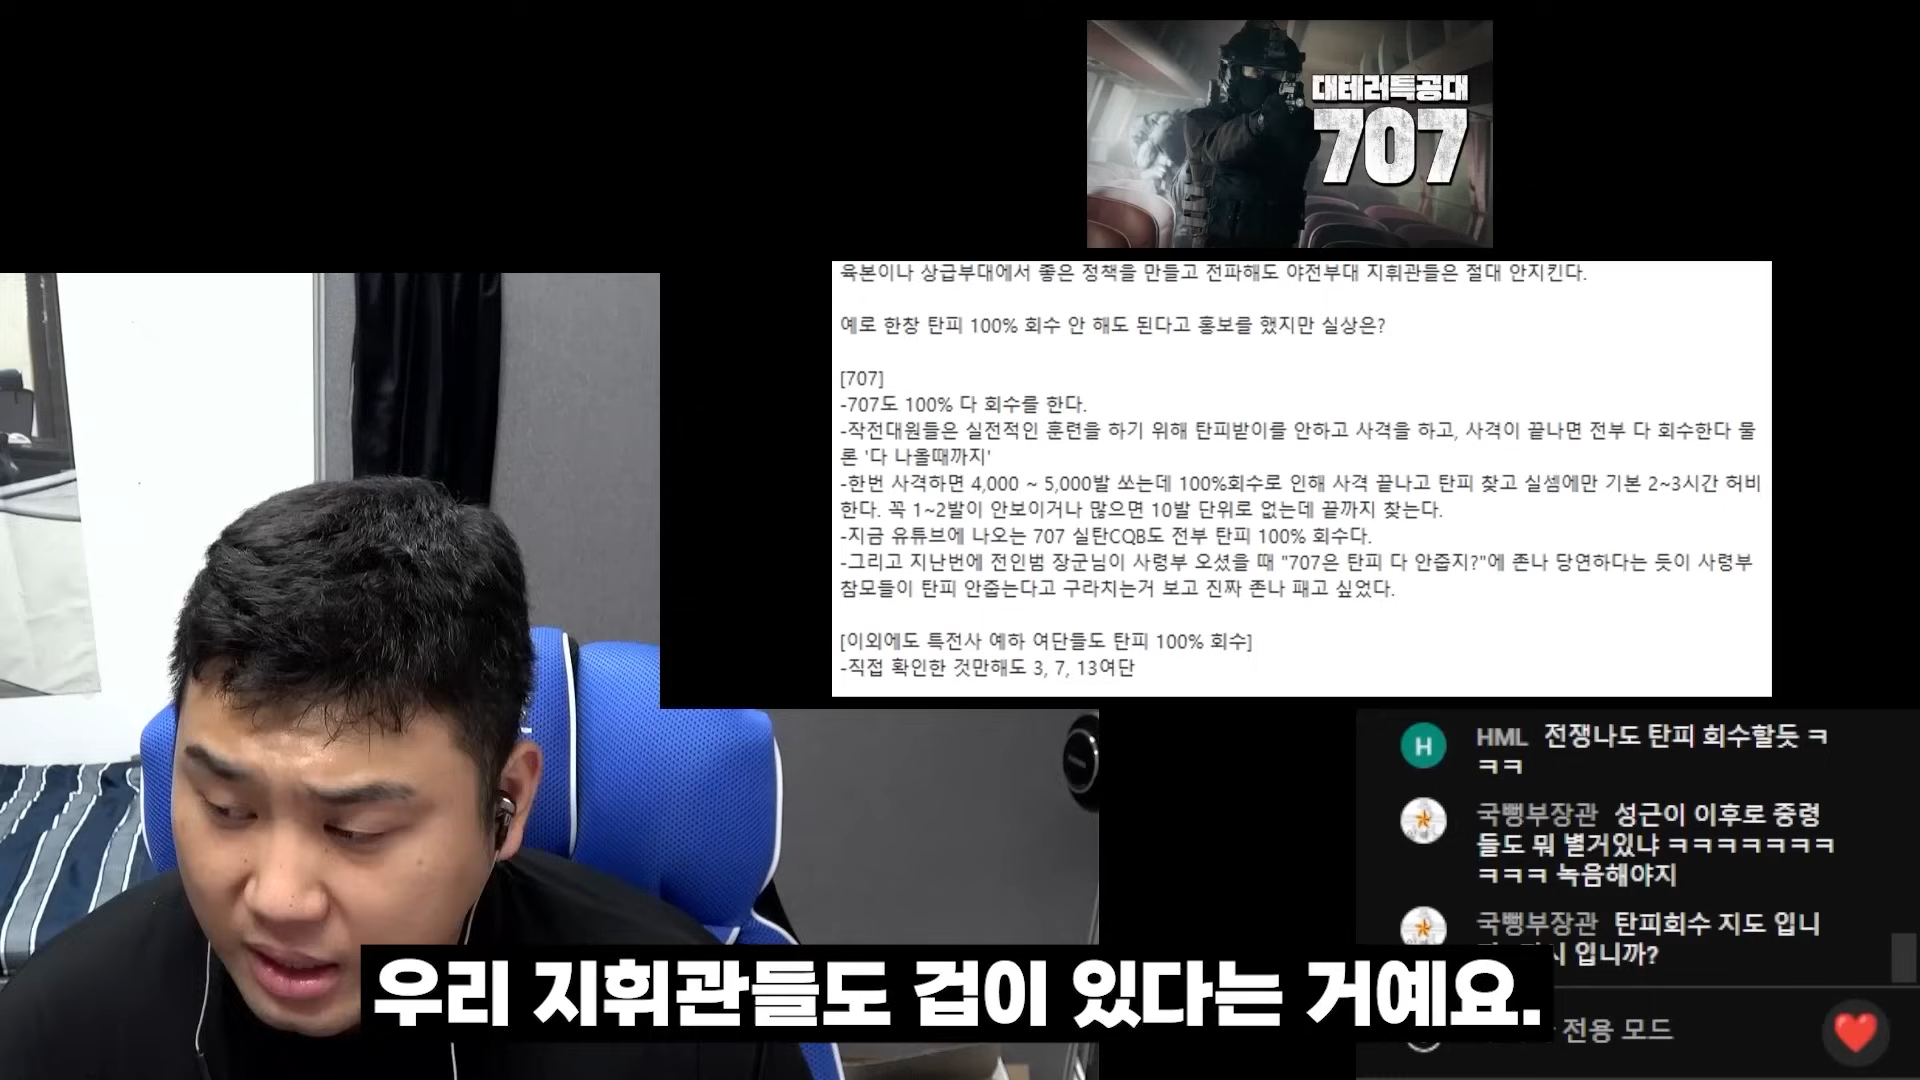 대테러특공대
707
육본이나 상급부대에서 좋은 정책을 만들고 전파해도 야전부대 지휘관들은 절대 안지킨다.
예로 한창 탄피 100% 회수 안 해도 된다고 홍보를 했지만 실상은?
[707]
-707도 100% 다 회수를 한다.
-작전대원들은 실전적인 훈련을 하기 위해 탄피받이를 안하고 사격을 하고, 사격이 끝나면 전부 다 회수한다 물
론 '다 나올때까지'
-한번 사격하면 4,000 ~ 5,000발 쏘는데 100%회수로 인해 사격 끝나고 탄피 찾고 실셈에만 기본 2~3시간 허비
한다. 꼭 1~2발이 안보이거나 많으면 10발 단위로 없는데 끝까지 찾는다.
-지금 유튜브에 나오는 707 실탄CQB도 전부 탄피 100% 회수다.
-그리고 지난번에 전인범 장군님이 사령부 오셨을 때 "707은 탄피 다 안줍지?"에 존나 당연하다는 듯이 사령부
참모들이 탄피 안줍는다고 구라치는거 보고 진짜 존나 패고 싶었다.
[이외에도 특전사 예하 여단들도 탄피 100% 회수]
-직접 확인한 것만해도 3, 7, 13여단
H HML 전쟁나도 탄피 회수할듯 ㅋ
ㅋㅋ
국뻥부장관 성근이 이후로 중령
들도 뭐 별거있냐 ㅋㅋㅋㅋㅋㅋㅋ
ㅋㅋㅋ 녹음해야지
국뻥부장관 탄피회수 지도 입니
입니까?
우리 지휘관들도 겁이 있다는 거예요.
전용 모드